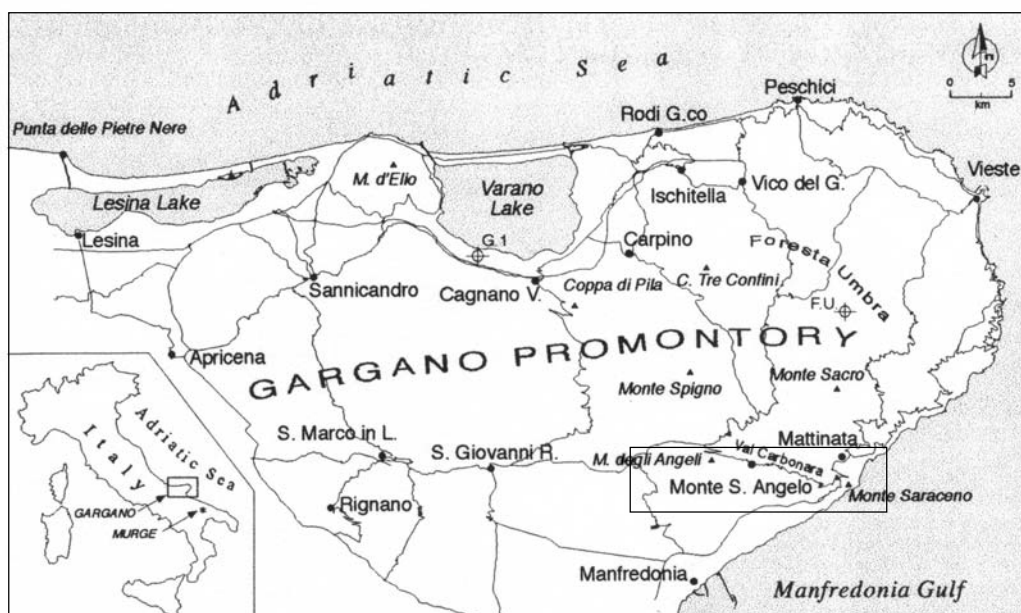 Adriatic Sea
n
0 5
km
Peschici
Rodi G.co
Punta delle Pietre Nere
M. d'Elio
Varano
Lake
Ischitella
Vico del G.
Vieste
Lesina Lake
Lesina
G.1
Carpino
Foresta Umbra
Sannicandro
Cagnano V.
Coppa di Pila
C. Tre Confini
F.U.
Apricena
GARGANO PROMONTORY
Monte Spigno
Monte Sacro
S. Marco in L.
S. Giovanni R.
M. degli Angeli
Val Carbonara
Mattinata
Rignano
Monte S. Angelo
Monte Saraceno
Manfredonia
Manfredonia Gulf
Italy
Adriatic Sea
GARGANO
MURGE